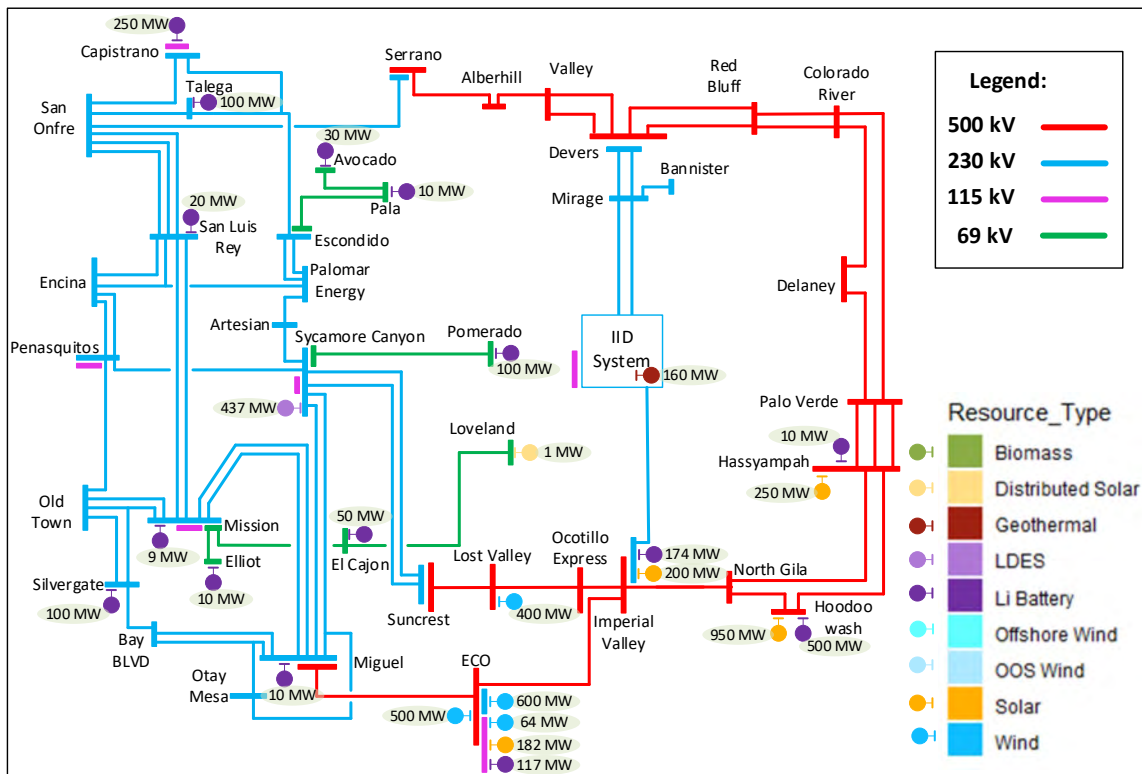 250 MW
Capistrano
Serrano
Alberhill
Valley
Red
Bluff
Colorado
River
Legend:
500 kV
230 kV
115 kV
69 kV
San
Onfre
Talega
100 MW
30 MW
Avocado
10 MW
Pala
Devers
Bannister
Mirage
20 MW
San Luis
Rey
Escondido
Encina
Palomar
Energy
Delaney
Artesian
Sycamore Canyon
Pomerado
100 MW
IID
System
160 MW
Penasquitos
437 MW
Loveland
1 MW
Palo Verde
10 MW
Hassyampah
250 MW
Resource_Type
Biomass
Distributed Solar
Geothermal
LDES
Li Battery
Offshore Wind
OOS Wind
Solar
Wind
Old
Town
Mission
9 MW
Elliot
10 MW
50 MW
El Cajon
Lost Valley
Ocotillo
Express
174 MW
200 MW
North Gila
Silvergate
100 MW
Suncrest
400 MW
Imperial
Valley
Hoodoo
wash
950 MW
500 MW
Bay
BLVD
Otay
Mesa
Miguel
10 MW
ECO
500 MW
600 MW
64 MW
182 MW
117 MW